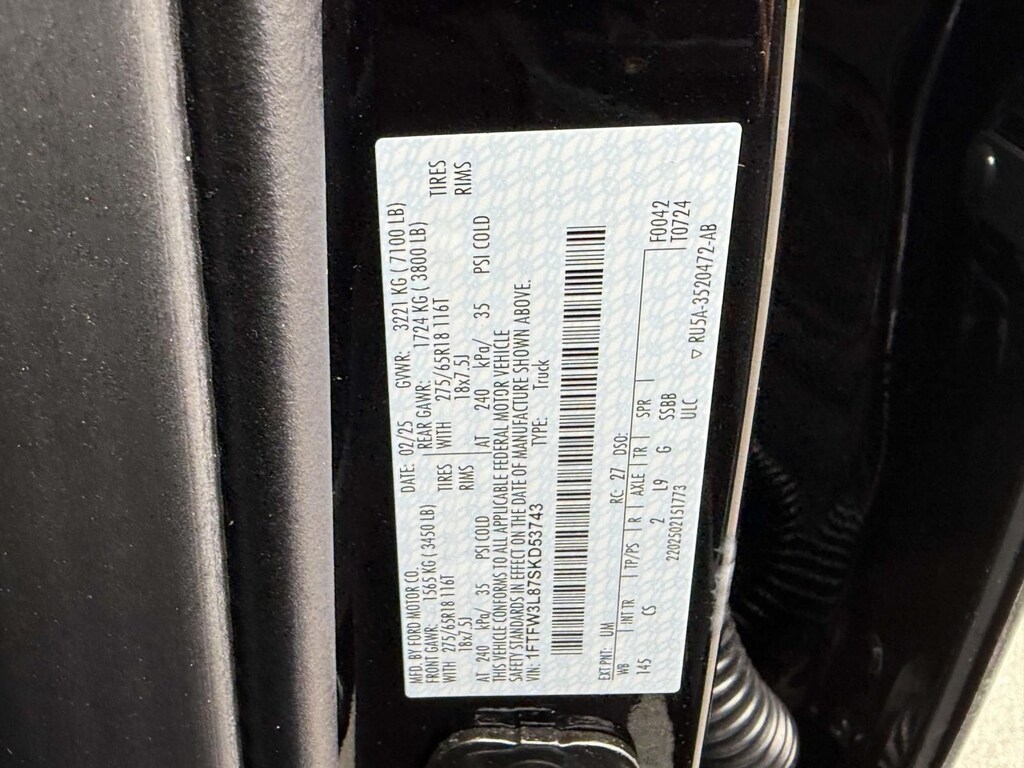 MFD. BY FORD MOTOR CO. DATE: 02/25 GVWR: 3221 KG ( 7100 LB)
FRONT GAWR: 1565 KG ( 3450 LB) REAR GAWR: 1724 KG ( 3800 LB)
WITH 275/65R18 116T TIRES WITH 275/65R18 116T TIRES
18x7.5J RIMS 18x7.5J RIMS
AT 240 kPa/ 35 PSI COLD AT 240 kPa/ 35 PSI COLD
THIS VEHICLE CONFORMS TO ALL APPLICABLE FEDERAL MOTOR VEHICLE
SAFETY STANDARDS IN EFFECT ON THE DATE OF MANUFACTURE SHOWN ABOVE.
VIN: 1FTFW3L87SKD53743 TYPE: Truck
EXT PNT: UM RC: 27 DSO: F0042
WB INT TR TP/PS R AXLE TR SPR T0724
145 CS 2 L9 G SSBB
2202502151773 ULC ▽ RU5A-3520472-AB